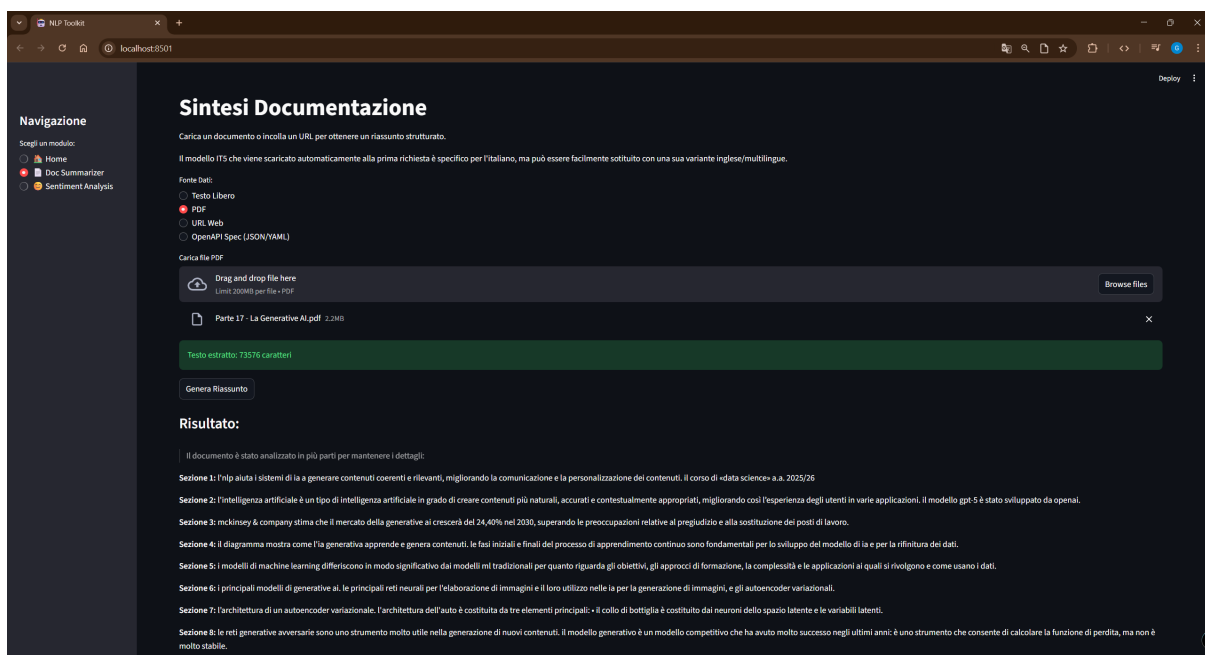 NLP Toolkit
localhost:8501
Deploy
Navigazione
Scegli un modulo:
Home
Doc Summarizer
Sentiment Analysis
Sintesi Documentazione
Carica un documento o incolla un URL per ottenere un riassunto strutturato.
Il modello IT5 che viene scaricato automaticamente alla prima richiesta è specifico per l'italiano, ma può essere facilmente sotituito con una sua variante inglese/multilingue.
Fonte Dati:
Testo Libero
PDF
URL Web
OpenAPI Spec (JSON/YAML)
Carica file PDF
Drag and drop file here
Limit 200MB per file • PDF
Browse files
Parte 17 - La Generative AI.pdf 2.2MB
Testo estratto: 73576 caratteri
Genera Riassunto
Risultato:
Il documento è stato analizzato in più parti per mantenere i dettagli:
Sezione 1: l'nlp aiuta i sistemi di ia a generare contenuti coerenti e rilevanti, migliorando la comunicazione e la personalizzazione dei contenuti. il corso di «data science» a.a. 2025/26
Sezione 2: l'intelligenza artificiale è un tipo di intelligenza artificiale in grado di creare contenuti più naturali, accurati e contestualmente appropriati, migliorando così l'esperienza degli utenti in varie applicazioni. il modello gpt-5 è stato sviluppato da openai.
Sezione 3: mckinsey & company stima che il mercato della generative ai crescerà del 24,40% nel 2030, superando le preoccupazioni relative al pregiudizio e alla sostituzione dei posti di lavoro.
Sezione 4: il diagramma mostra come l'ia generativa apprende e genera contenuti. le fasi iniziali e finali del processo di apprendimento continuo sono fondamentali per lo sviluppo del modello di ia e per la rifinitura dei dati.
Sezione 5: i modelli di machine learning differiscono in modo significativo dai modelli ml tradizionali per quanto riguarda gli obiettivi, gli approcci di formazione, la complessità e le applicazioni ai quali si rivolgono e come usano i dati.
Sezione 6: i principali modelli di generative ai. le principali reti neurali per l'elaborazione di immagini e il loro utilizzo nelle ia per la generazione di immagini, e gli autoencoder variazionali.
Sezione 7: l'architettura di un autoencoder variazionale. l'architettura dell'auto è costituita da tre elementi principali: • il collo di bottiglia è costituito dai neuroni dello spazio latente e le variabili latenti.
Sezione 8: le reti generative avversarie sono uno strumento molto utile nella generazione di nuovi contenuti. il modello generativo è un modello competitivo che ha avuto molto successo negli ultimi anni: è uno strumento che consente di calcolare la funzione di perdita, ma non è
molto stabile.